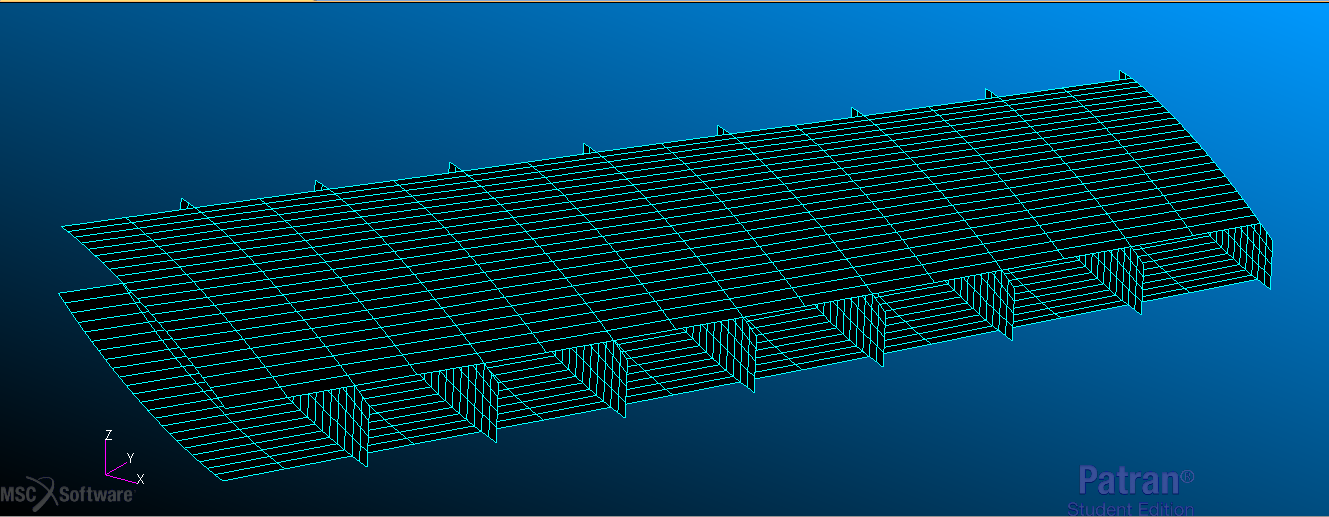 Z
Y
X
MSC Software
Patran®
Student Edition